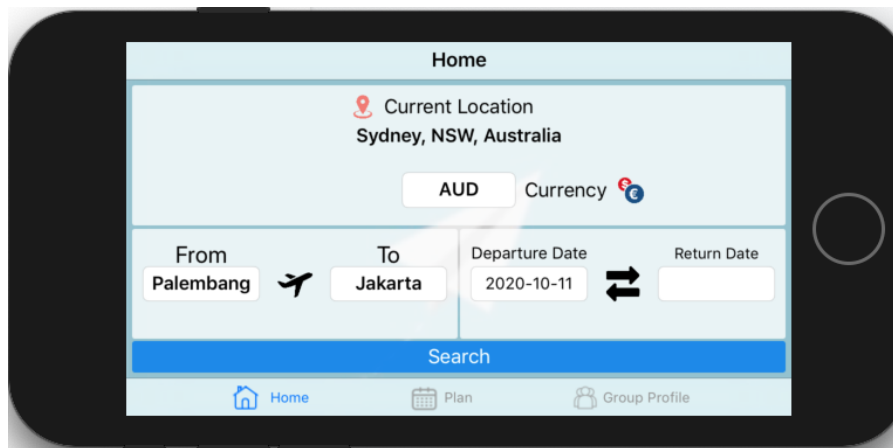 Home
Current Location
Sydney, NSW, Australia
AUD Currency $ €
From To Departure Date Return Date
Palembang Jakarta 2020-10-11
Search
Home Plan Group Profile